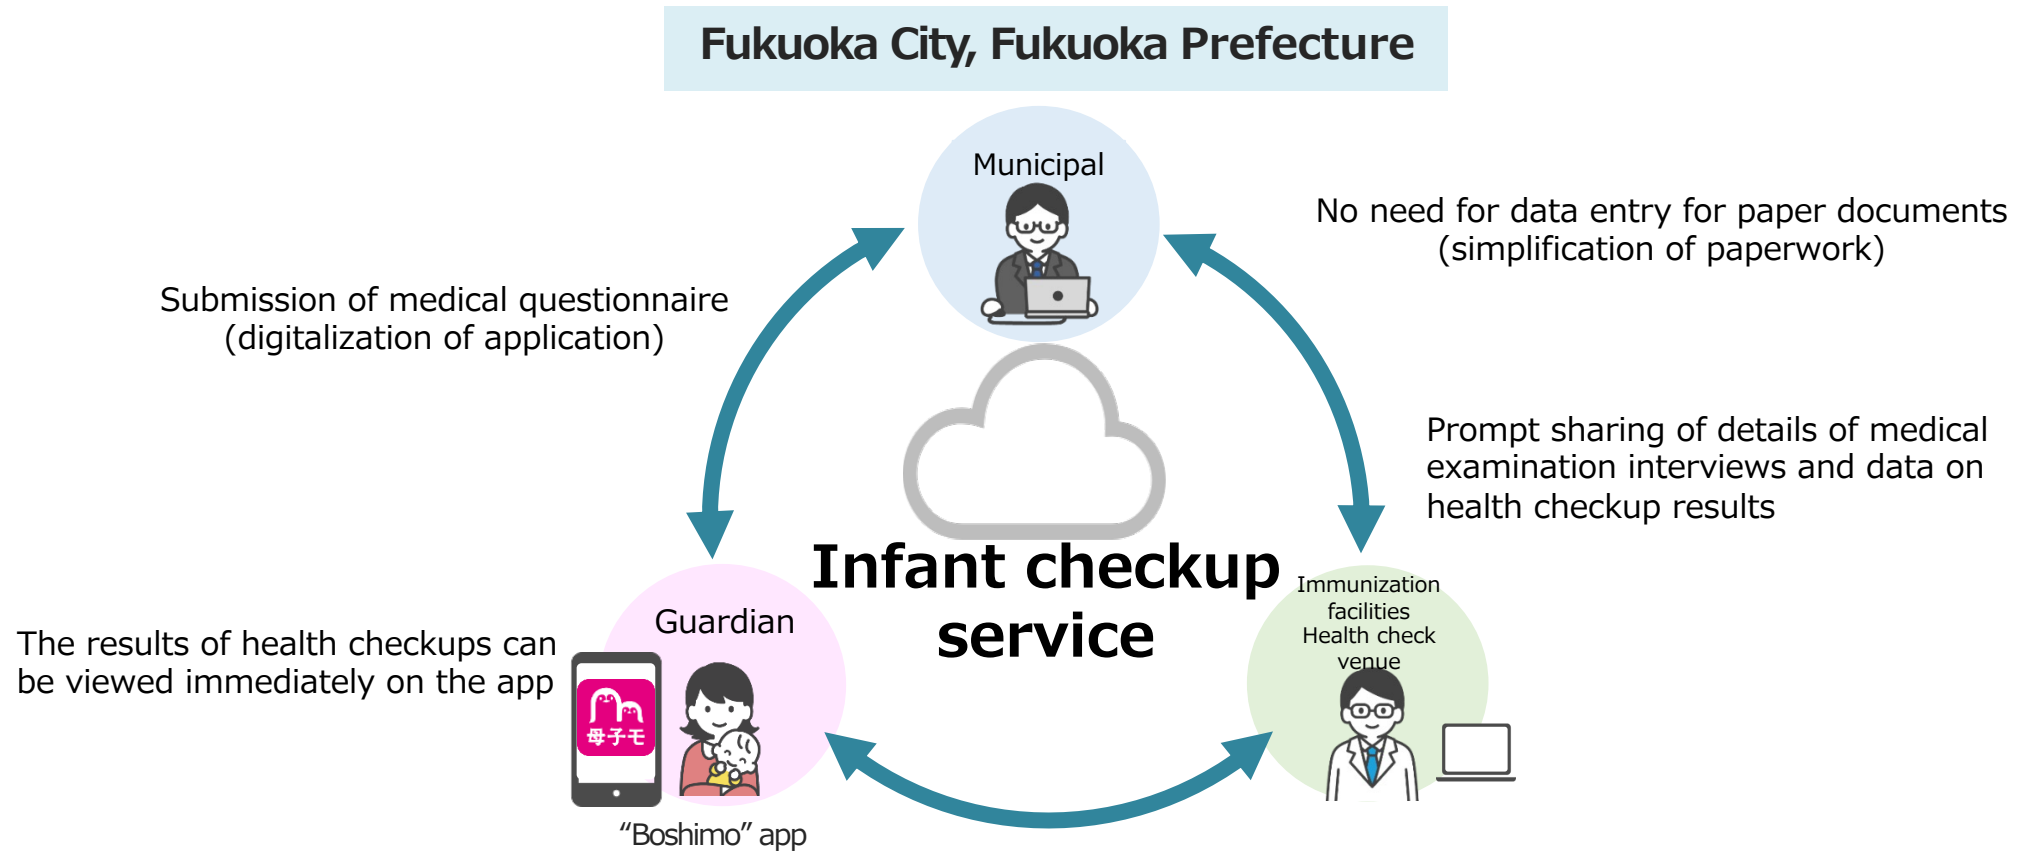 Fukuoka City, Fukuoka Prefecture
Municipal
No need for data entry for paper documents
(simplification of paperwork)
Submission of medical questionnaire
(digitalization of application)
Prompt sharing of details of medical
examination interviews and data on
health checkup results
Infant checkup
service
Guardian
Immunization
facilities
Health check
venue
The results of health checkups can
be viewed immediately on the app
母子モ
“Boshimo” app